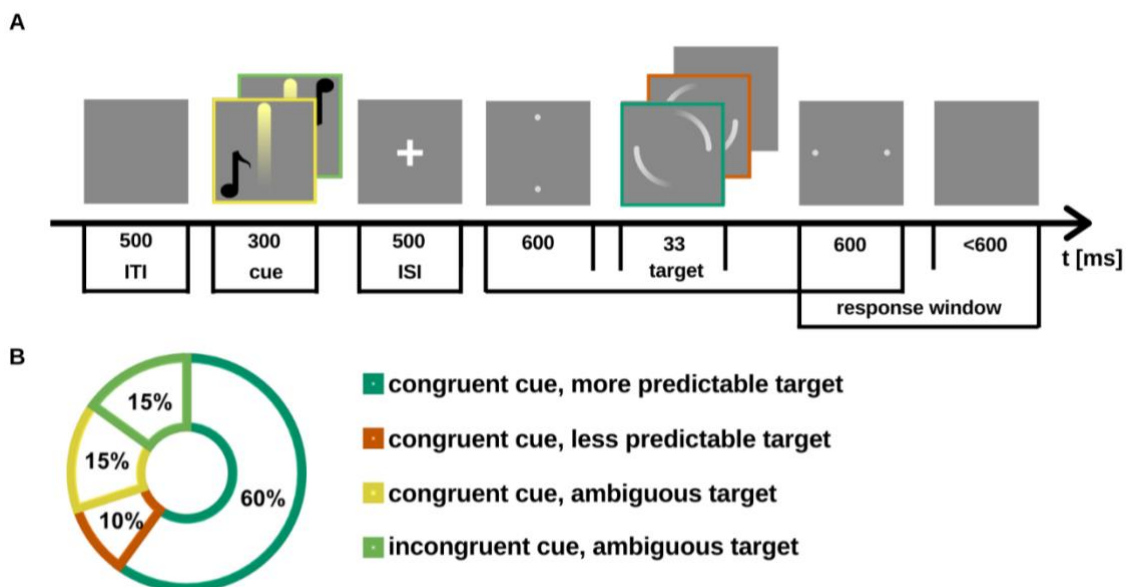 A
500
ITI
300
cue
500
ISI
600
33
target
600
<600
t [ms]
response window
B
15%
15%
10%
60%
congruent cue, more predictable target
congruent cue, less predictable target
congruent cue, ambiguous target
incongruent cue, ambiguous target